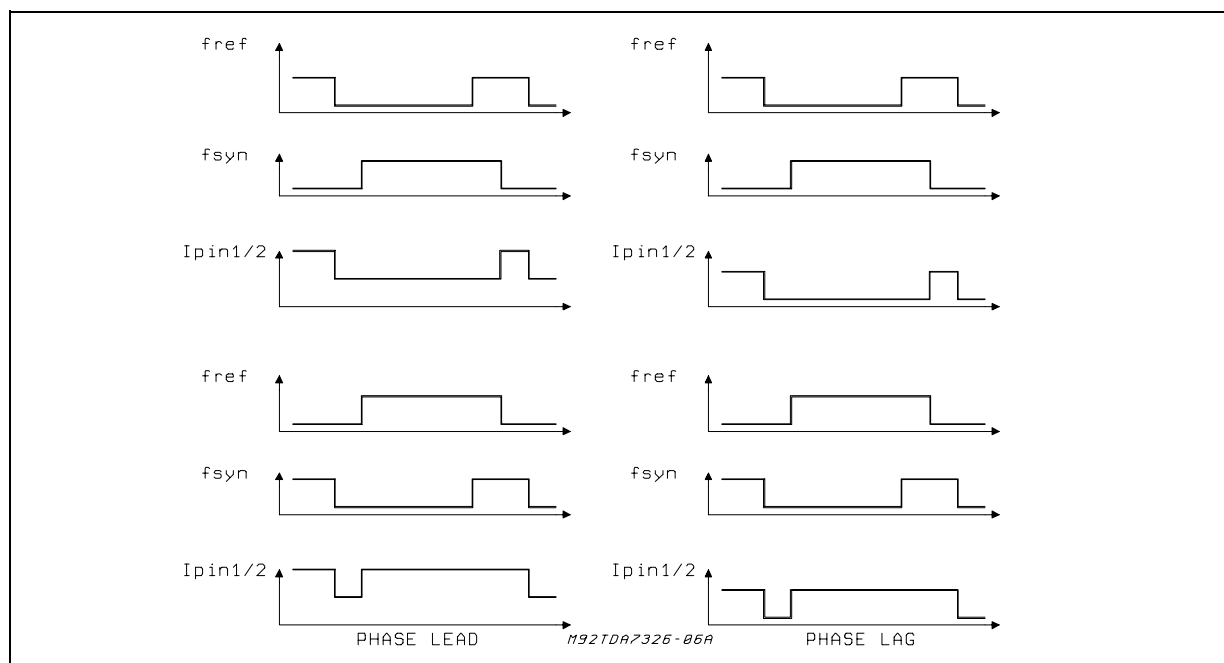 fref fref
fsyn fsyn
Ipin1/2 Ipin1/2
fref fref
fsyn fsyn
Ipin1/2 Ipin1/2
PHASE LEAD M92TDA7326-06A PHASE LAG